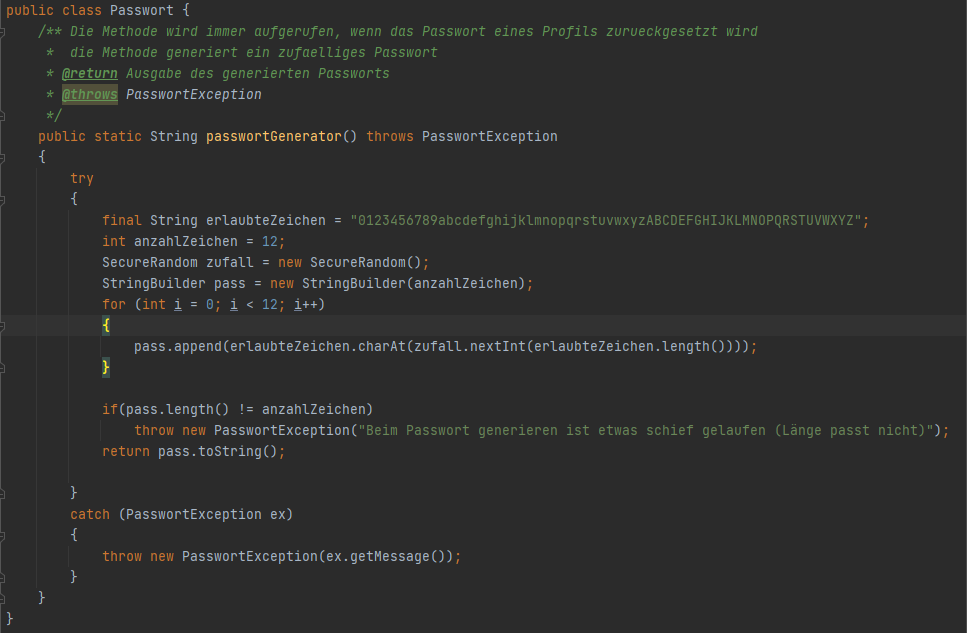 public class Passwort {
/** Die Methode wird immer aufgerufen, wenn das Passwort eines Profils zurueckgesetzt wird
*  die Methode generiert ein zufaelliges Passwort
* @return Ausgabe des generierten Passworts
* @throws PasswortException
*/
public static String passwortGenerator() throws PasswortException
{
try
{
final String erlaubteZeichen = "0123456789abcdefghijklmnopqrstuvwxyzABCDEFGHIJKLMNOPQRSTUVWXYZ";
int anzahlZeichen = 12;
SecureRandom zufall = new SecureRandom();
StringBuilder pass = new StringBuilder(anzahlZeichen);
for (int i = 0; i < 12; i++)
{
pass.append(erlaubteZeichen.charAt(zufall.nextInt(erlaubteZeichen.length())));
}
if(pass.length() != anzahlZeichen)
throw new PasswortException("Beim Passwort generieren ist etwas schief gelaufen (Länge passt nicht)");
return pass.toString();
}
catch (PasswortException ex)
{
throw new PasswortException(ex.getMessage());
}
}
}